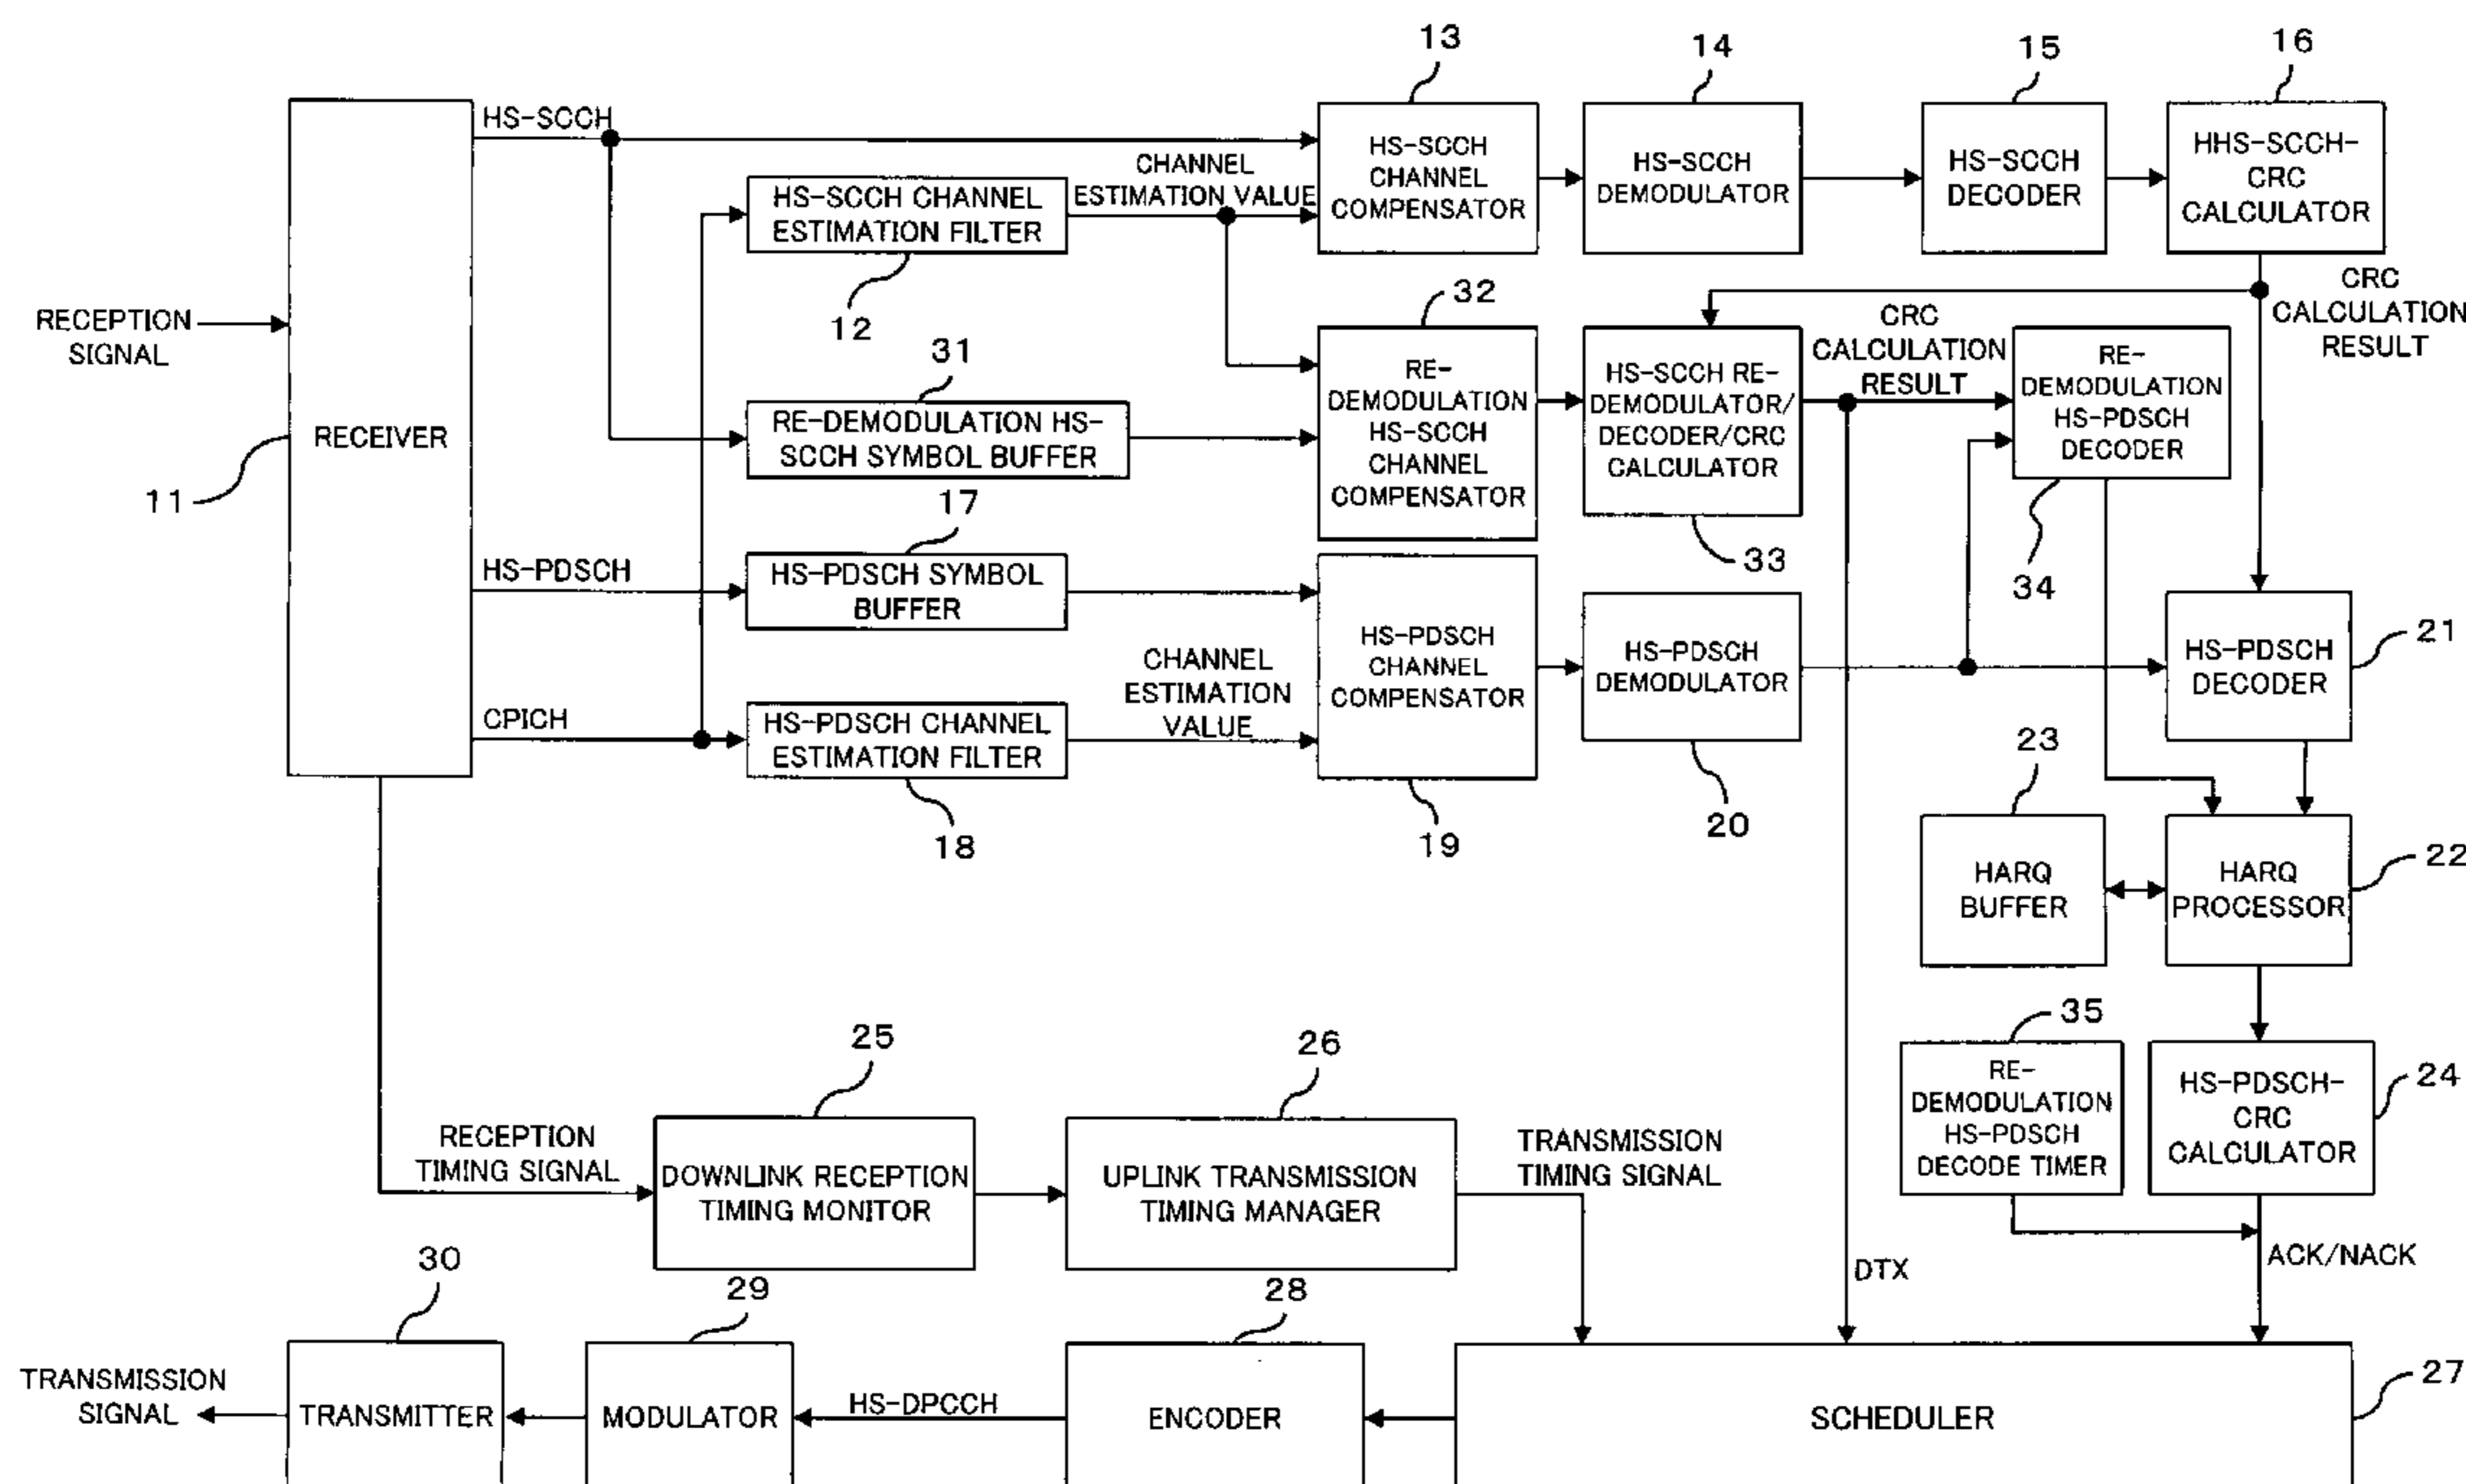 13
14
15
16
HS-SCCH
HS-SCCH
CHANNEL
COMPENSATOR
HS-SCCH
DEMODULATOR
HS-SCCH
DECODER
HHS-SCCH-
CRC
CALCULATOR
CHANNEL
ESTIMATION VALUE
HS-SCCH CHANNEL
ESTIMATION FILTER
12
32
CRC
CALCULATION
RESULT
RECEPTION
SIGNAL
31
CRC
CALCULATION
RESULT
RECEIVER
11
RE-DEMODULATION HS-
SCCH SYMBOL BUFFER
RE-
DEMODULATION
HS-SCCH
CHANNEL
COMPENSATOR
HS-SCCH RE-
DEMODULATOR/
DECODER/CRC
CALCULATOR
33
RE-
DEMODULATION
HS-PDSCH
DECODER
34
17
HS-PDSCH
HS-PDSCH SYMBOL
BUFFER
HS-PDSCH
CHANNEL
COMPENSATOR
19
HS-PDSCH
DEMODULATOR
20
HS-PDSCH
DECODER
21
CHANNEL
ESTIMATION
VALUE
CPICH
HS-PDSCH CHANNEL
ESTIMATION FILTER
18
23
HARQ
BUFFER
HARQ
PROCESSOR
22
35
RE-
DEMODULATION
HS-PDSCH
DECODE TIMER
HS-PDSCH-
CRC
CALCULATOR
24
25
26
RECEPTION
TIMING SIGNAL
DOWNLINK RECEPTION
TIMING MONITOR
UPLINK TRANSMISSION
TIMING MANAGER
TRANSMISSION
TIMING SIGNAL
DTX
ACK/NACK
30
29
28
TRANSMISSION
SIGNAL
TRANSMITTER
MODULATOR
HS-DPCCH
ENCODER
SCHEDULER
27